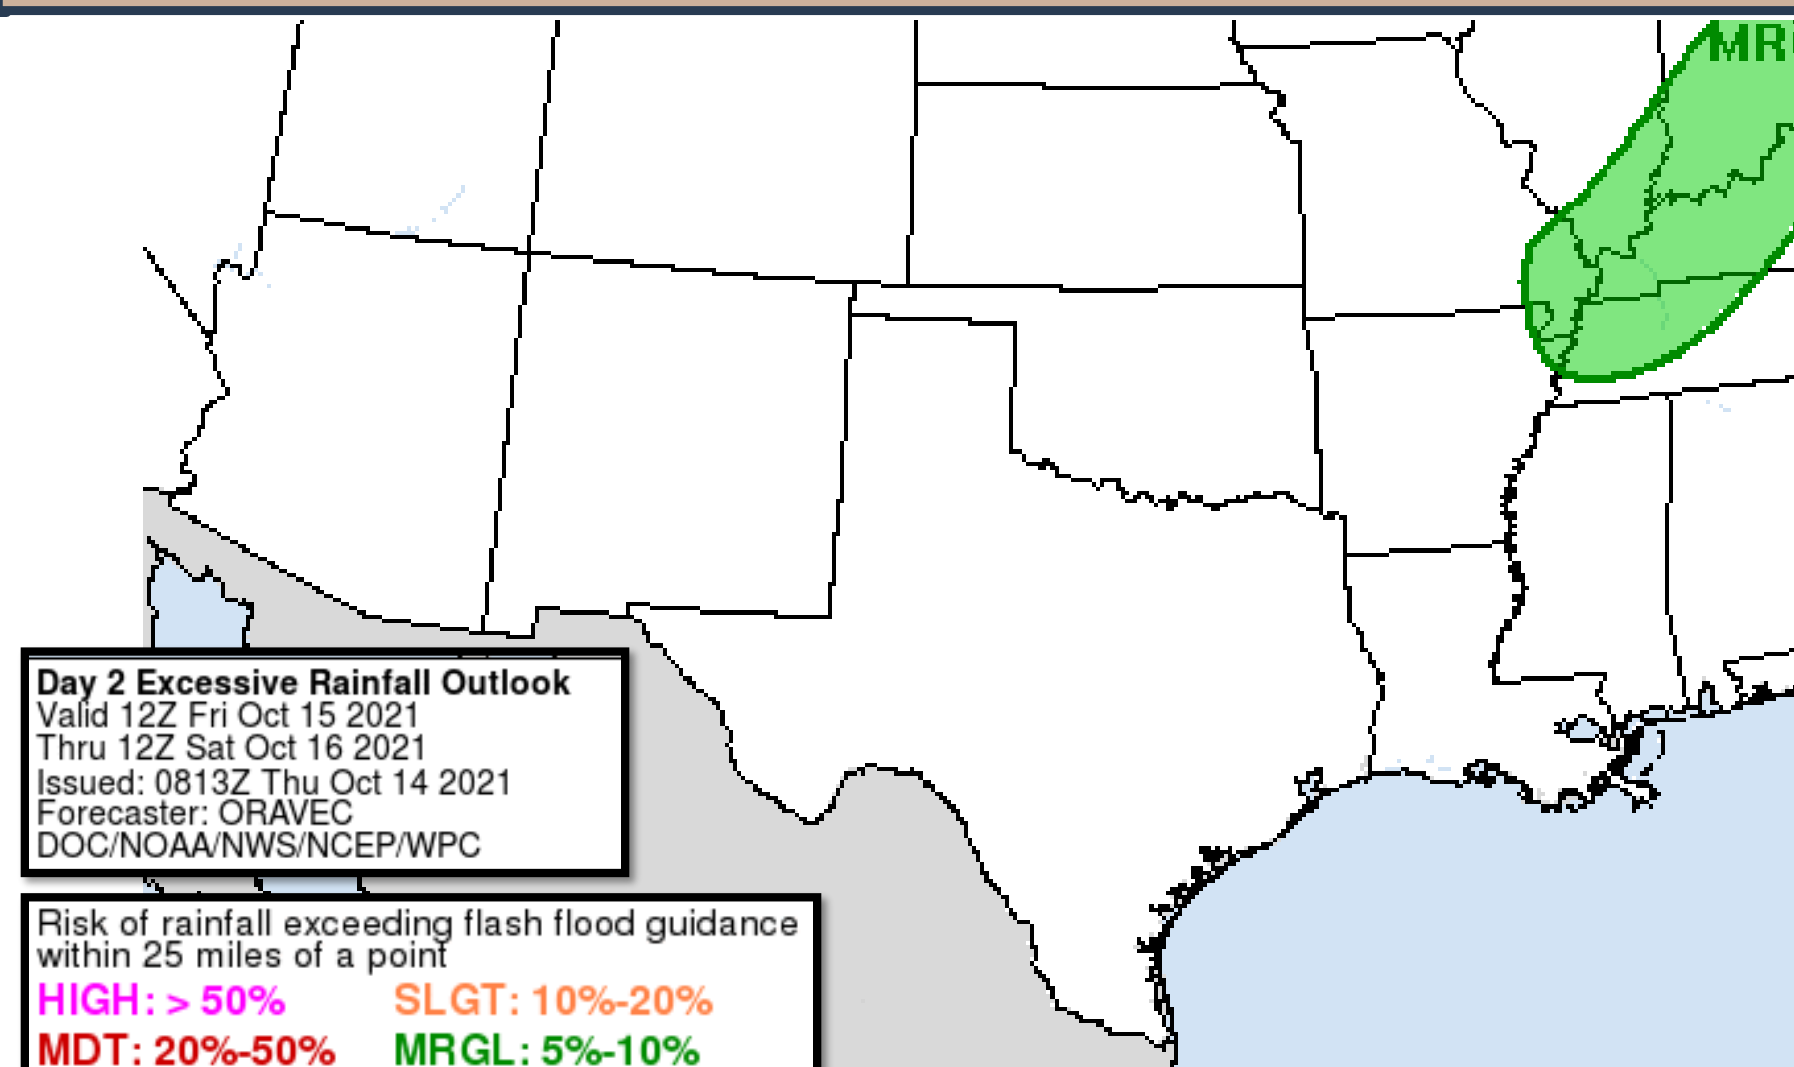 MR
Day 2 Excessive Rainfall Outlook
Valid 12Z Fri Oct 15 2021
Thru 12Z Sat Oct 16 2021
Issued: 0813Z Thu Oct 14 2021
Forecaster: ORAVEC
DOC/NOAA/NWS/NCEP/WPC
Risk of rainfall exceeding flash flood guidance
within 25 miles of a point
HIGH: > 50% SLGT: 10%-20%
MDT: 20%-50% MRGL: 5%-10%